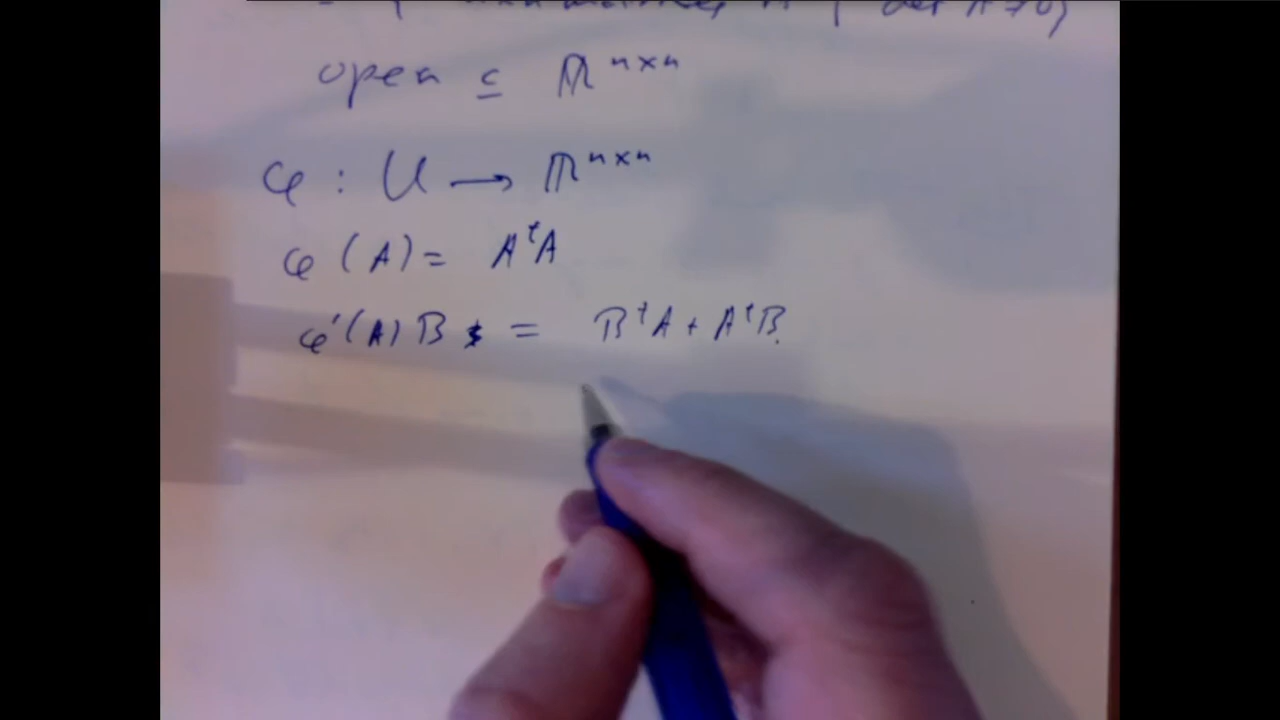 open ⊆ ℝ^{n×n}
φ : U → ℝ^{n×n}
φ(A) = A^t A
φ'(A) B = B^t A + A^t B.